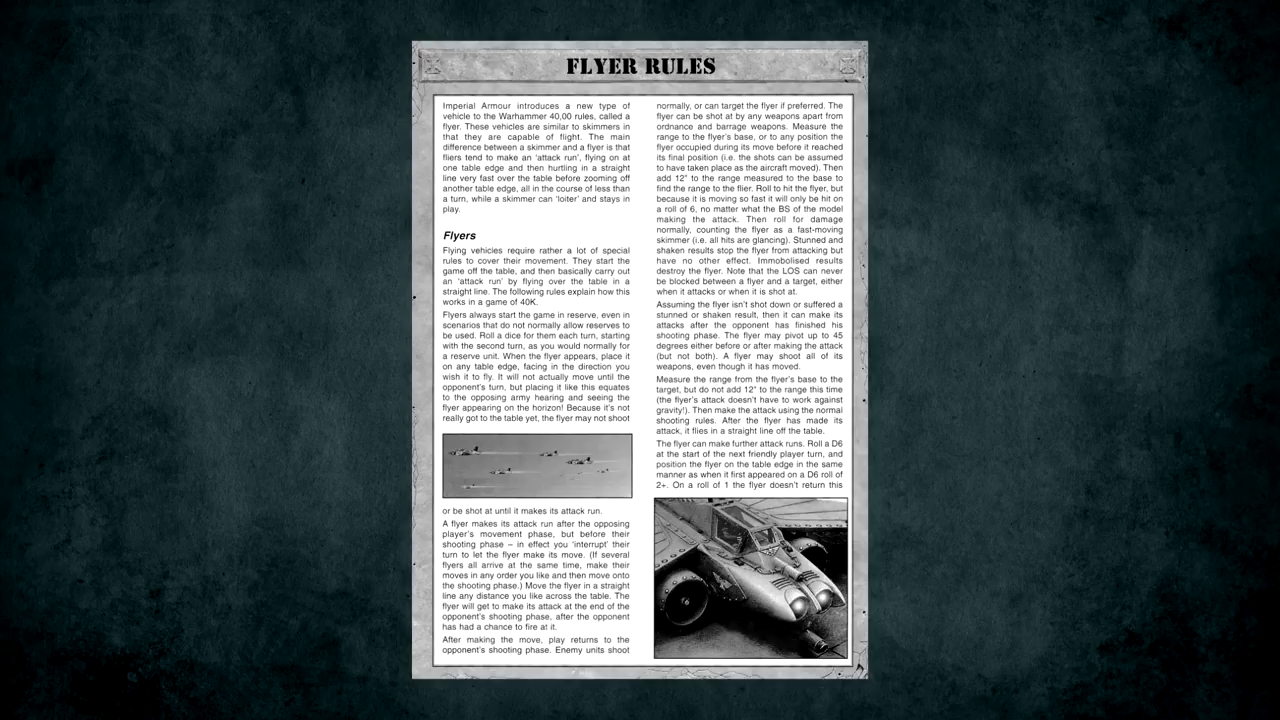 FLYER RULES
Imperial Armour introduces a new type of
vehicle to the Warhammer 40,00 rules, called a
flyer. These vehicles are similar to skimmers in
that they are capable of flight. The main
difference between a skimmer and a flyer is that
fliers tend to make an 'attack run', flying on at
one table edge and then hurtling in a straight
line very fast over the table before zooming off
another table edge, all in the course of less than
a turn, while a skimmer can 'loiter' and stays in
play.
Flyers
Flying vehicles require rather a lot of special
rules to cover their movement. They start the
game off the table, and then basically carry out
an 'attack run' by flying over the table in a
straight line. The following rules explain how this
works in a game of 40K.
Flyers always start the game in reserve, even in
scenarios that do not normally allow reserves to
be used. Roll a dice for them each turn, starting
with the second turn, as you would normally for
a reserve unit. When the flyer appears, place it
on any table edge, facing in the direction you
wish it to fly. It will not actually move until the
opponent's turn, but placing it like this equates
to the opposing army hearing and seeing the
flyer appearing on the horizon! Because it's not
really got to the table yet, the flyer may not shoot
or be shot at until it makes its attack run.
A flyer makes its attack run after the opposing
player's movement phase, but before their
shooting phase – in effect you 'interrupt' their
turn to let the flyer make its move. (If several
flyers all arrive at the same time, make their
moves in any order you like and then move onto
the shooting phase.) Move the flyer in a straight
line any distance you like across the table. The
flyer will get to make its attack at the end of the
opponent's shooting phase, after the opponent
has had a chance to fire at it.
After making the move, play returns to the
opponent's shooting phase. Enemy units shoot
normally, or can target the flyer if preferred. The
flyer can be shot at by any weapons apart from
ordnance and barrage weapons. Measure the
range to the flyer's base, or to any position the
flyer occupied during its move before it reached
its final position (i.e. the shots can be assumed
to have taken place as the aircraft moved). Then
add 12" to the range measured to the base to
find the range to the flier. Roll to hit the flyer, but
because it is moving so fast it will only be hit on
a roll of 6, no matter what the BS of the model
making the attack. Then roll for damage
normally, counting the flyer as a fast-moving
skimmer (i.e. all hits are glancing). Stunned and
shaken results stop the flyer from attacking but
have no other effect. Immobolised results
destroy the flyer. Note that the LOS can never
be blocked between a flyer and a target, either
when it attacks or when it is shot at.
Assuming the flyer isn't shot down or suffered a
stunned or shaken result, then it can make its
attacks after the opponent has finished his
shooting phase. The flyer may pivot up to 45
degrees either before or after making the attack
(but not both). A flyer may shoot all of its
weapons, even though it has moved.
Measure the range from the flyer's base to the
target, but do not add 12" to the range this time
(the flyer's attack doesn't have to work against
gravity!). Then make the attack using the normal
shooting rules. After the flyer has made its
attack, it flies in a straight line off the table.
The flyer can make further attack runs. Roll a D6
at the start of the next friendly player turn, and
position the flyer on the table edge in the same
manner as when it first appeared on a D6 roll of
2+. On a roll of 1 the flyer doesn't return this